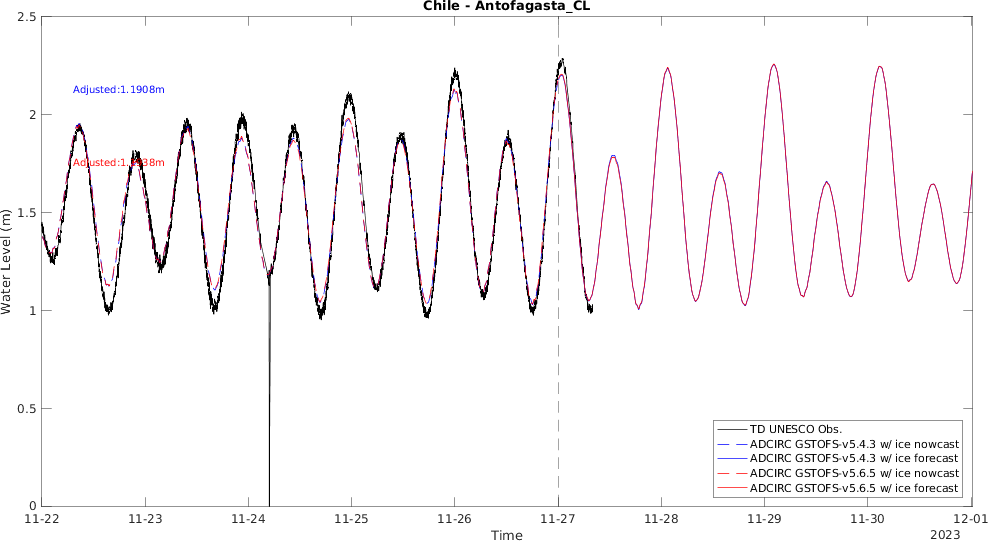 Chile - Antofagasta_CL
2.5
2
1.5
1
0.5
0
Water Level (m)
Adjusted:1.1908m
11-22
11-23
11-24
11-25
11-26
11-27
11-28
11-29
11-30
12-01
Time
2023
TD UNESCO Obs.
ADCIRC GSTOFS-v5.4.3 w/ ice nowcast
ADCIRC GSTOFS-v5.4.3 w/ ice forecast
ADCIRC GSTOFS-v5.6.5 w/ ice nowcast
ADCIRC GSTOFS-v5.6.5 w/ ice forecast